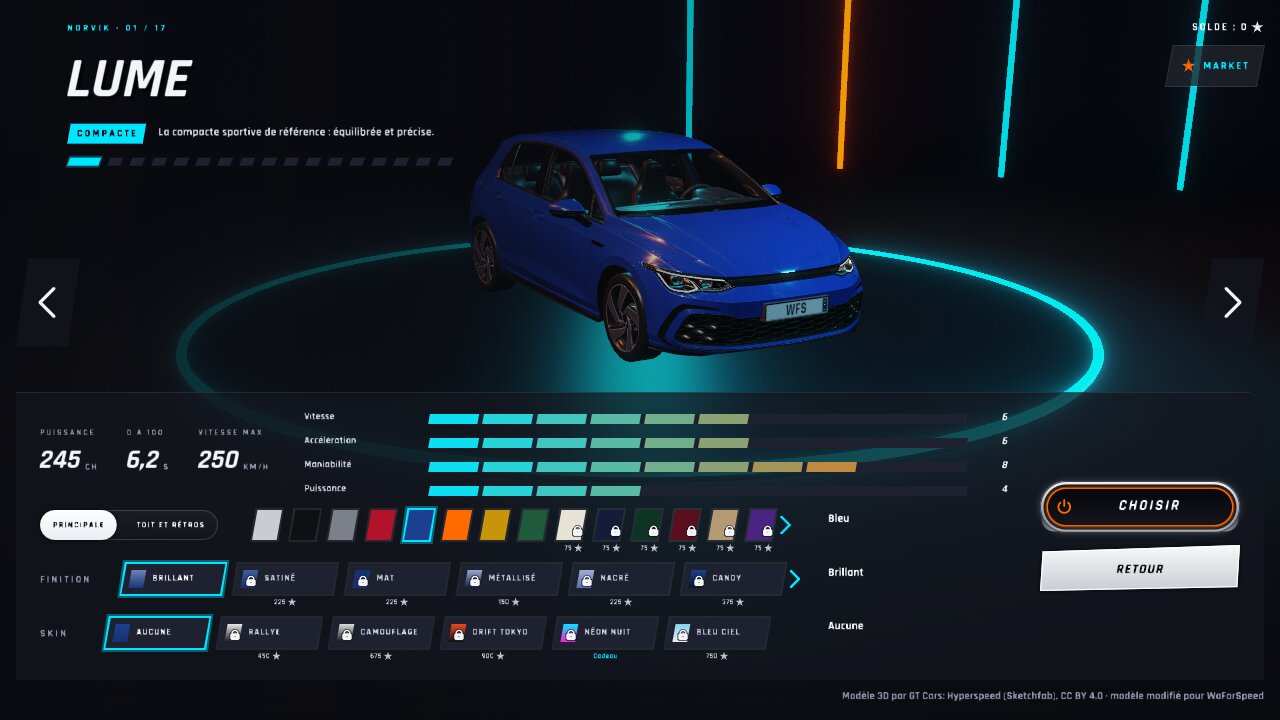 NORVIK · 01 / 17
SOLDE : 0 ★
LUME
★ MARKET
COMPACTE La compacte sportive de référence : équilibrée et précise.
WFS
PUISSANCE 0 À 100 VITESSE MAX
245 CH 6,2 S 250 KM/H
Vitesse 6
Accélération 6
Maniabilité 8
Puissance 4
CHOISIR
PRINCIPALE TOIT ET RÉTROS Bleu
75 ★ 75 ★ 75 ★ 75 ★ 75 ★ 75 ★
RETOUR
FINITION BRILLANT SATINÉ MAT MÉTALLISÉ NACRÉ CANDY Brillant
225 ★ 225 ★ 150 ★ 225 ★ 375 ★
SKIN AUCUNE RALLYE CAMOUFLAGE DRIFT TOKYO NÉON NUIT BLEU CIEL Aucune
450 ★ 675 ★ 900 ★ Cadeau 750 ★
Modèle 3D par GT Cars: Hyperspeed (Sketchfab), CC BY 4.0 · modèle modifié pour WaForSpeed